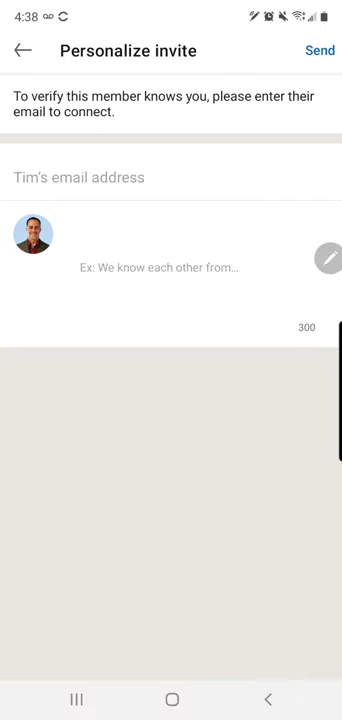 4:38
Personalize invite
Send
To verify this member knows you, please enter their
email to connect.
Tim's email address
Ex: We know each other from...
300